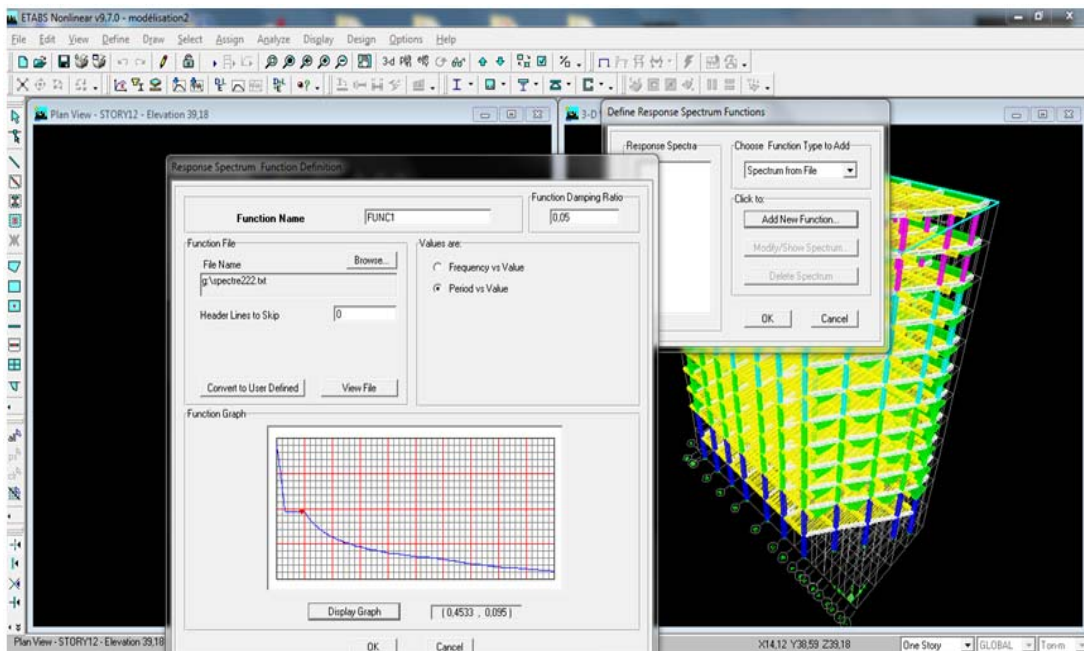 ETABS Nonlinear v9.7.0 - modélisation2
File Edit View Define Draw Select Assign Analyze Display Design Options Help
3-d
Plan View - STORY12 - Elevation 39,18
3-D
Define Response Spectrum Functions
Response Spectra
Choose Function Type to Add
Spectrum from File
Click to:
Add New Function...
Modify/Show Spectrum...
Delete Spectrum
OK Cancel
Response Spectrum Function Definition
Function Damping Ratio
Function Name FUNC1 0,05
Function File
File Name Browse...
g:\spectre222.txt
Header Lines to Skip 0
Convert to User Defined View File
Values are:
Frequency vs Value
Period vs Value
Function Graph
Display Graph (0,4533 , 0,095)
OK Cancel
Plan View - STORY12 - Elevation 39,18 X14,12 Y38,59 Z39,18 One Story GLOBAL Ton-m